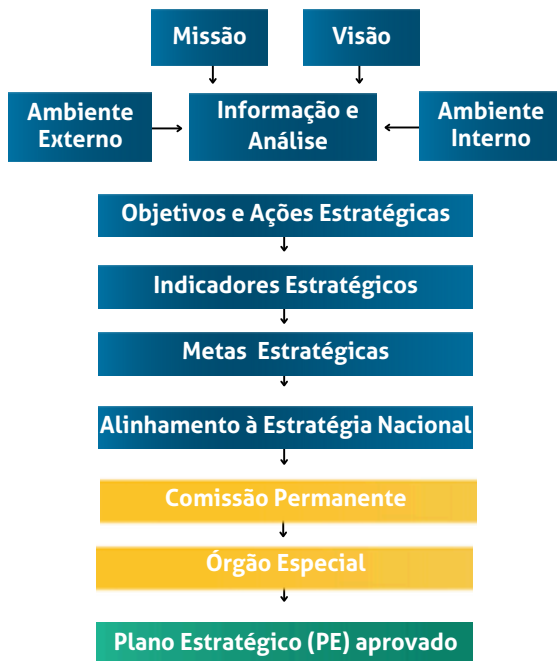 Missão
Visão
Ambiente
Externo
Informação e
Análise
Ambiente
Interno
Objetivos e Ações Estratégicas
Indicadores Estratégicos
Metas Estratégicas
Alinhamento à Estratégia Nacional
Comissão Permanente
Órgão Especial
Plano Estratégico (PE) aprovado